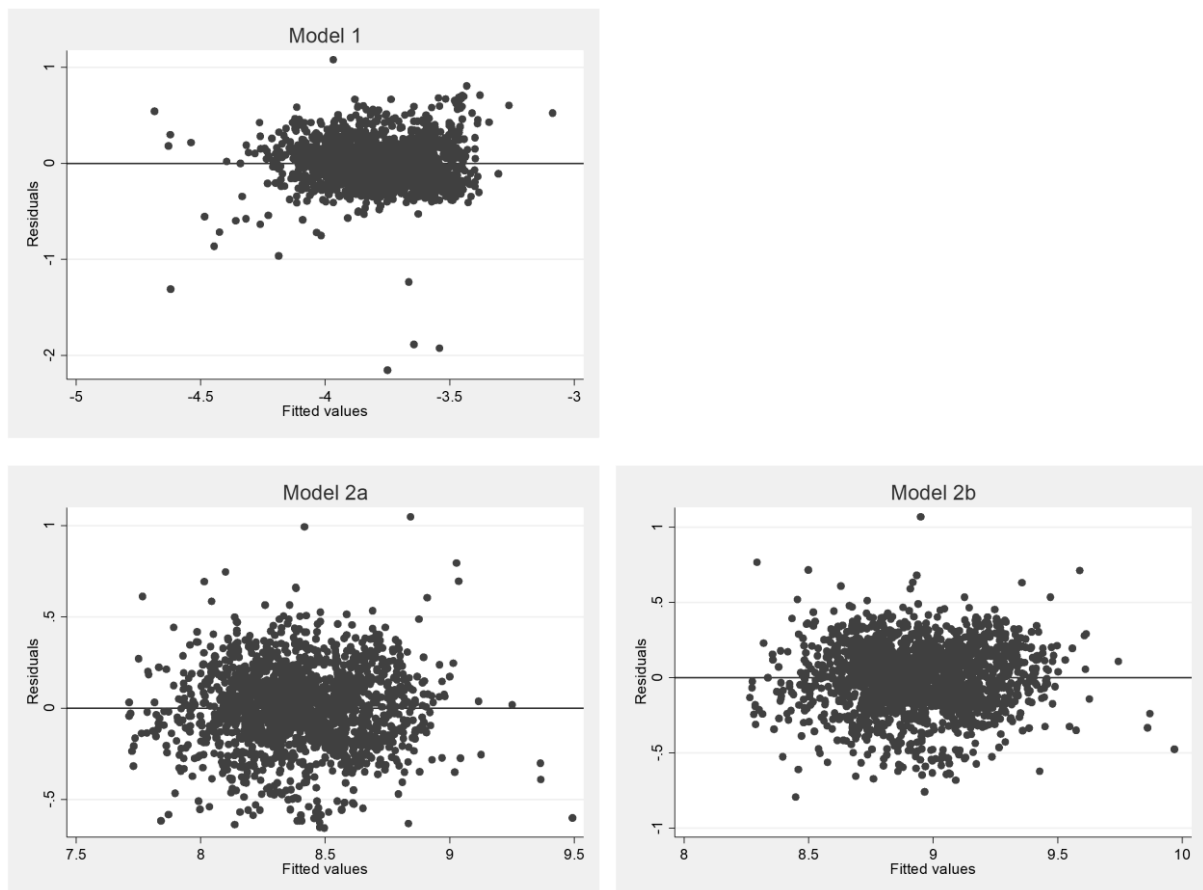 Model 1
1
0
-1
-2
Residuals
-5 -4.5 -4 -3.5 -3
Fitted values
Model 2a
1
.5
0
-.5
Residuals
7.5 8 8.5 9 9.5
Fitted values
Model 2b
1
.5
0
-.5
-1
Residuals
8 8.5 9 9.5 10
Fitted values